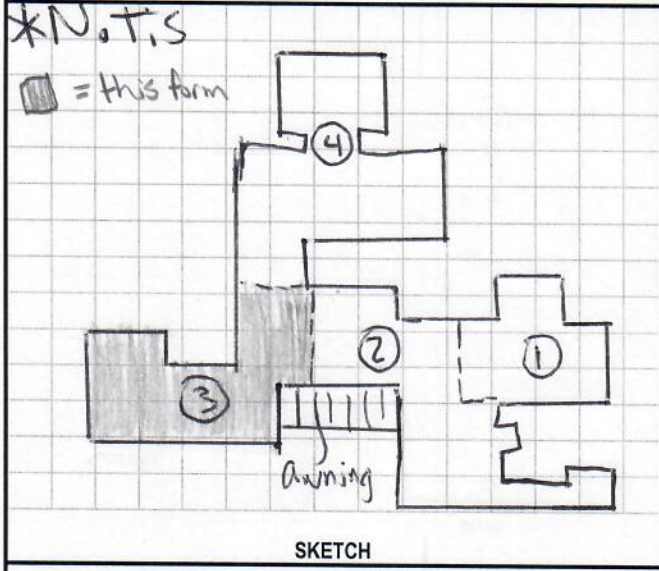 *N.T.S
= this form
4
2
1
3
awning
SKETCH